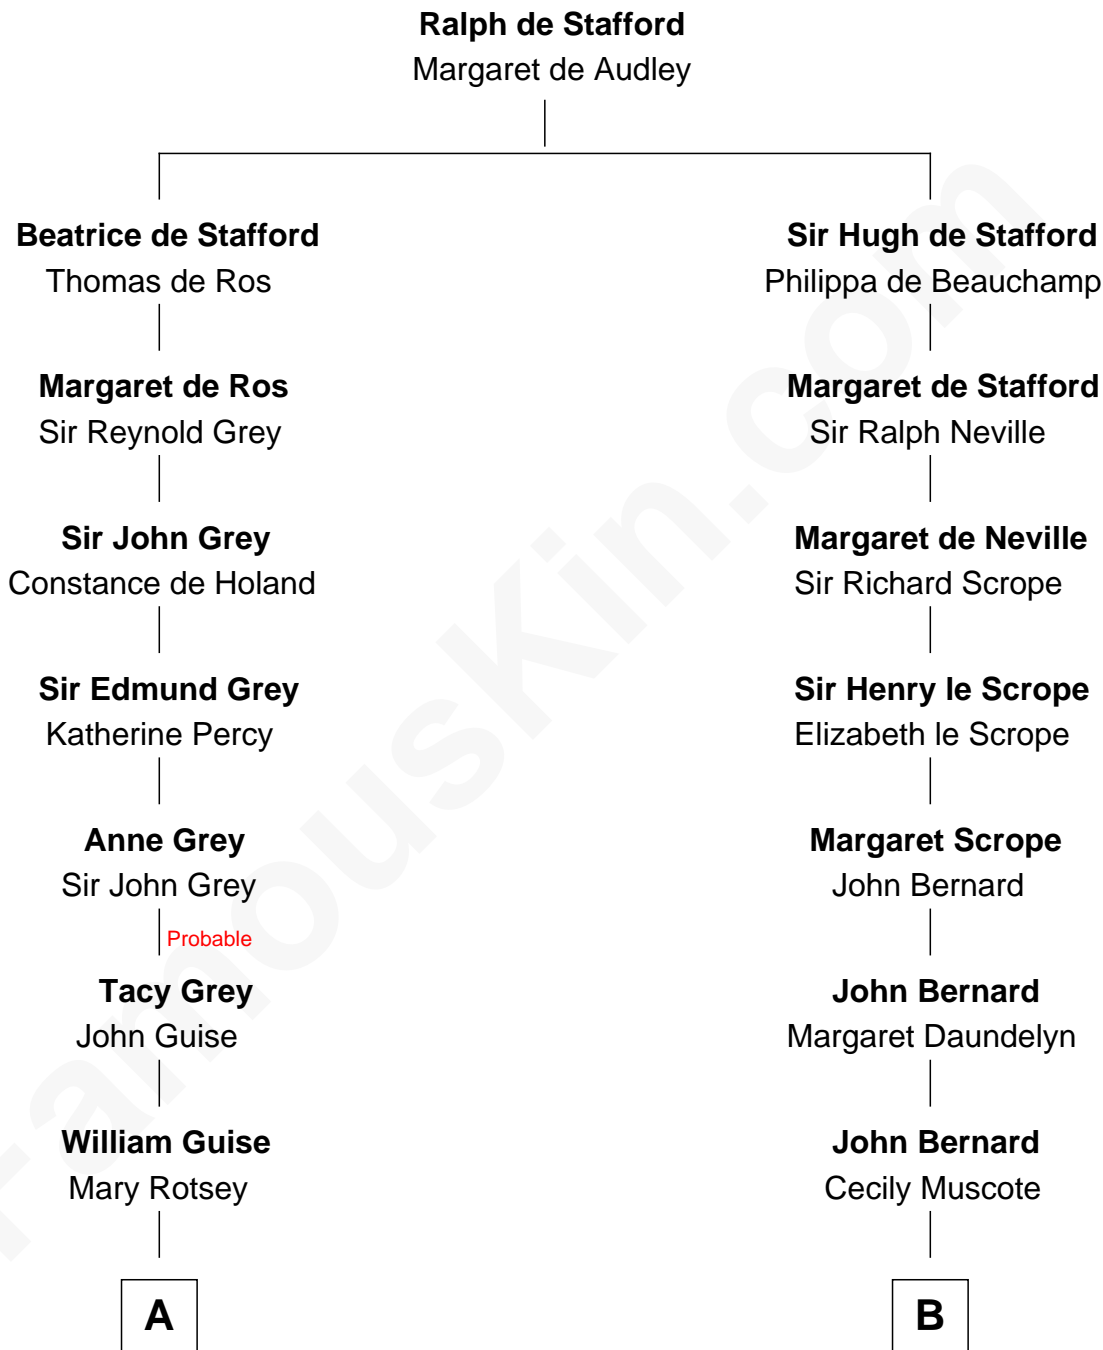 Ralph de Stafford
Margaret de Audley
Beatrice de Stafford
Thomas de Ros
Sir Hugh de Stafford
Philippa de Beauchamp
Margaret de Ros
Sir Reynold Grey
Margaret de Stafford
Sir Ralph Neville
Sir John Grey
Constance de Holand
Margaret de Neville
Sir Richard Scrope
Sir Edmund Grey
Katherine Percy
Sir Henry le Scrope
Elizabeth le Scrope
Anne Grey
Sir John Grey
Margaret Scrope
John Bernard
Probable
Tacy Grey
John Guise
John Bernard
Margaret Daundelyn
William Guise
Mary Rotsey
John Bernard
Cecily Muscote
A
B
FamousKin.com